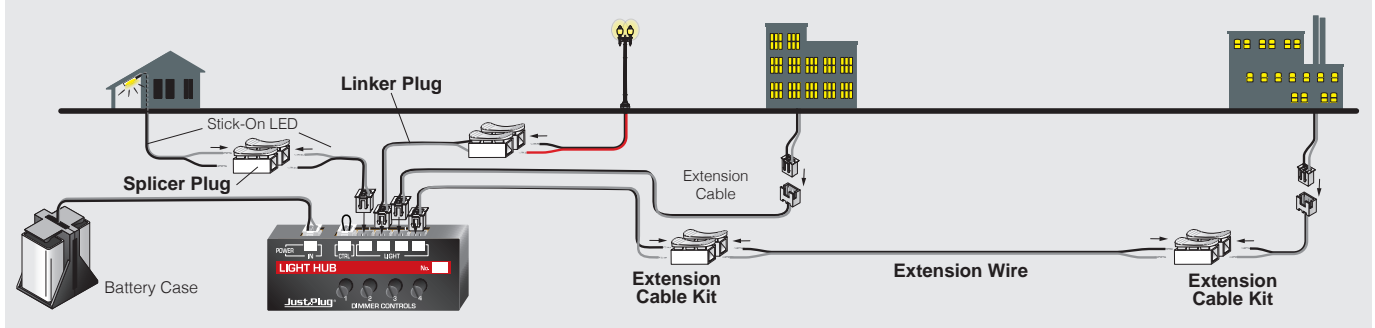 Linker Plug
Stick-On LED
Splicer Plug
Extension
Cable
Battery Case
POWER
IN
CTRL
LIGHT
LIGHT HUB
No.
1 2 3 4
Just Plug®
DIMMER CONTROLS
Extension
Cable Kit
Extension Wire
Extension
Cable Kit